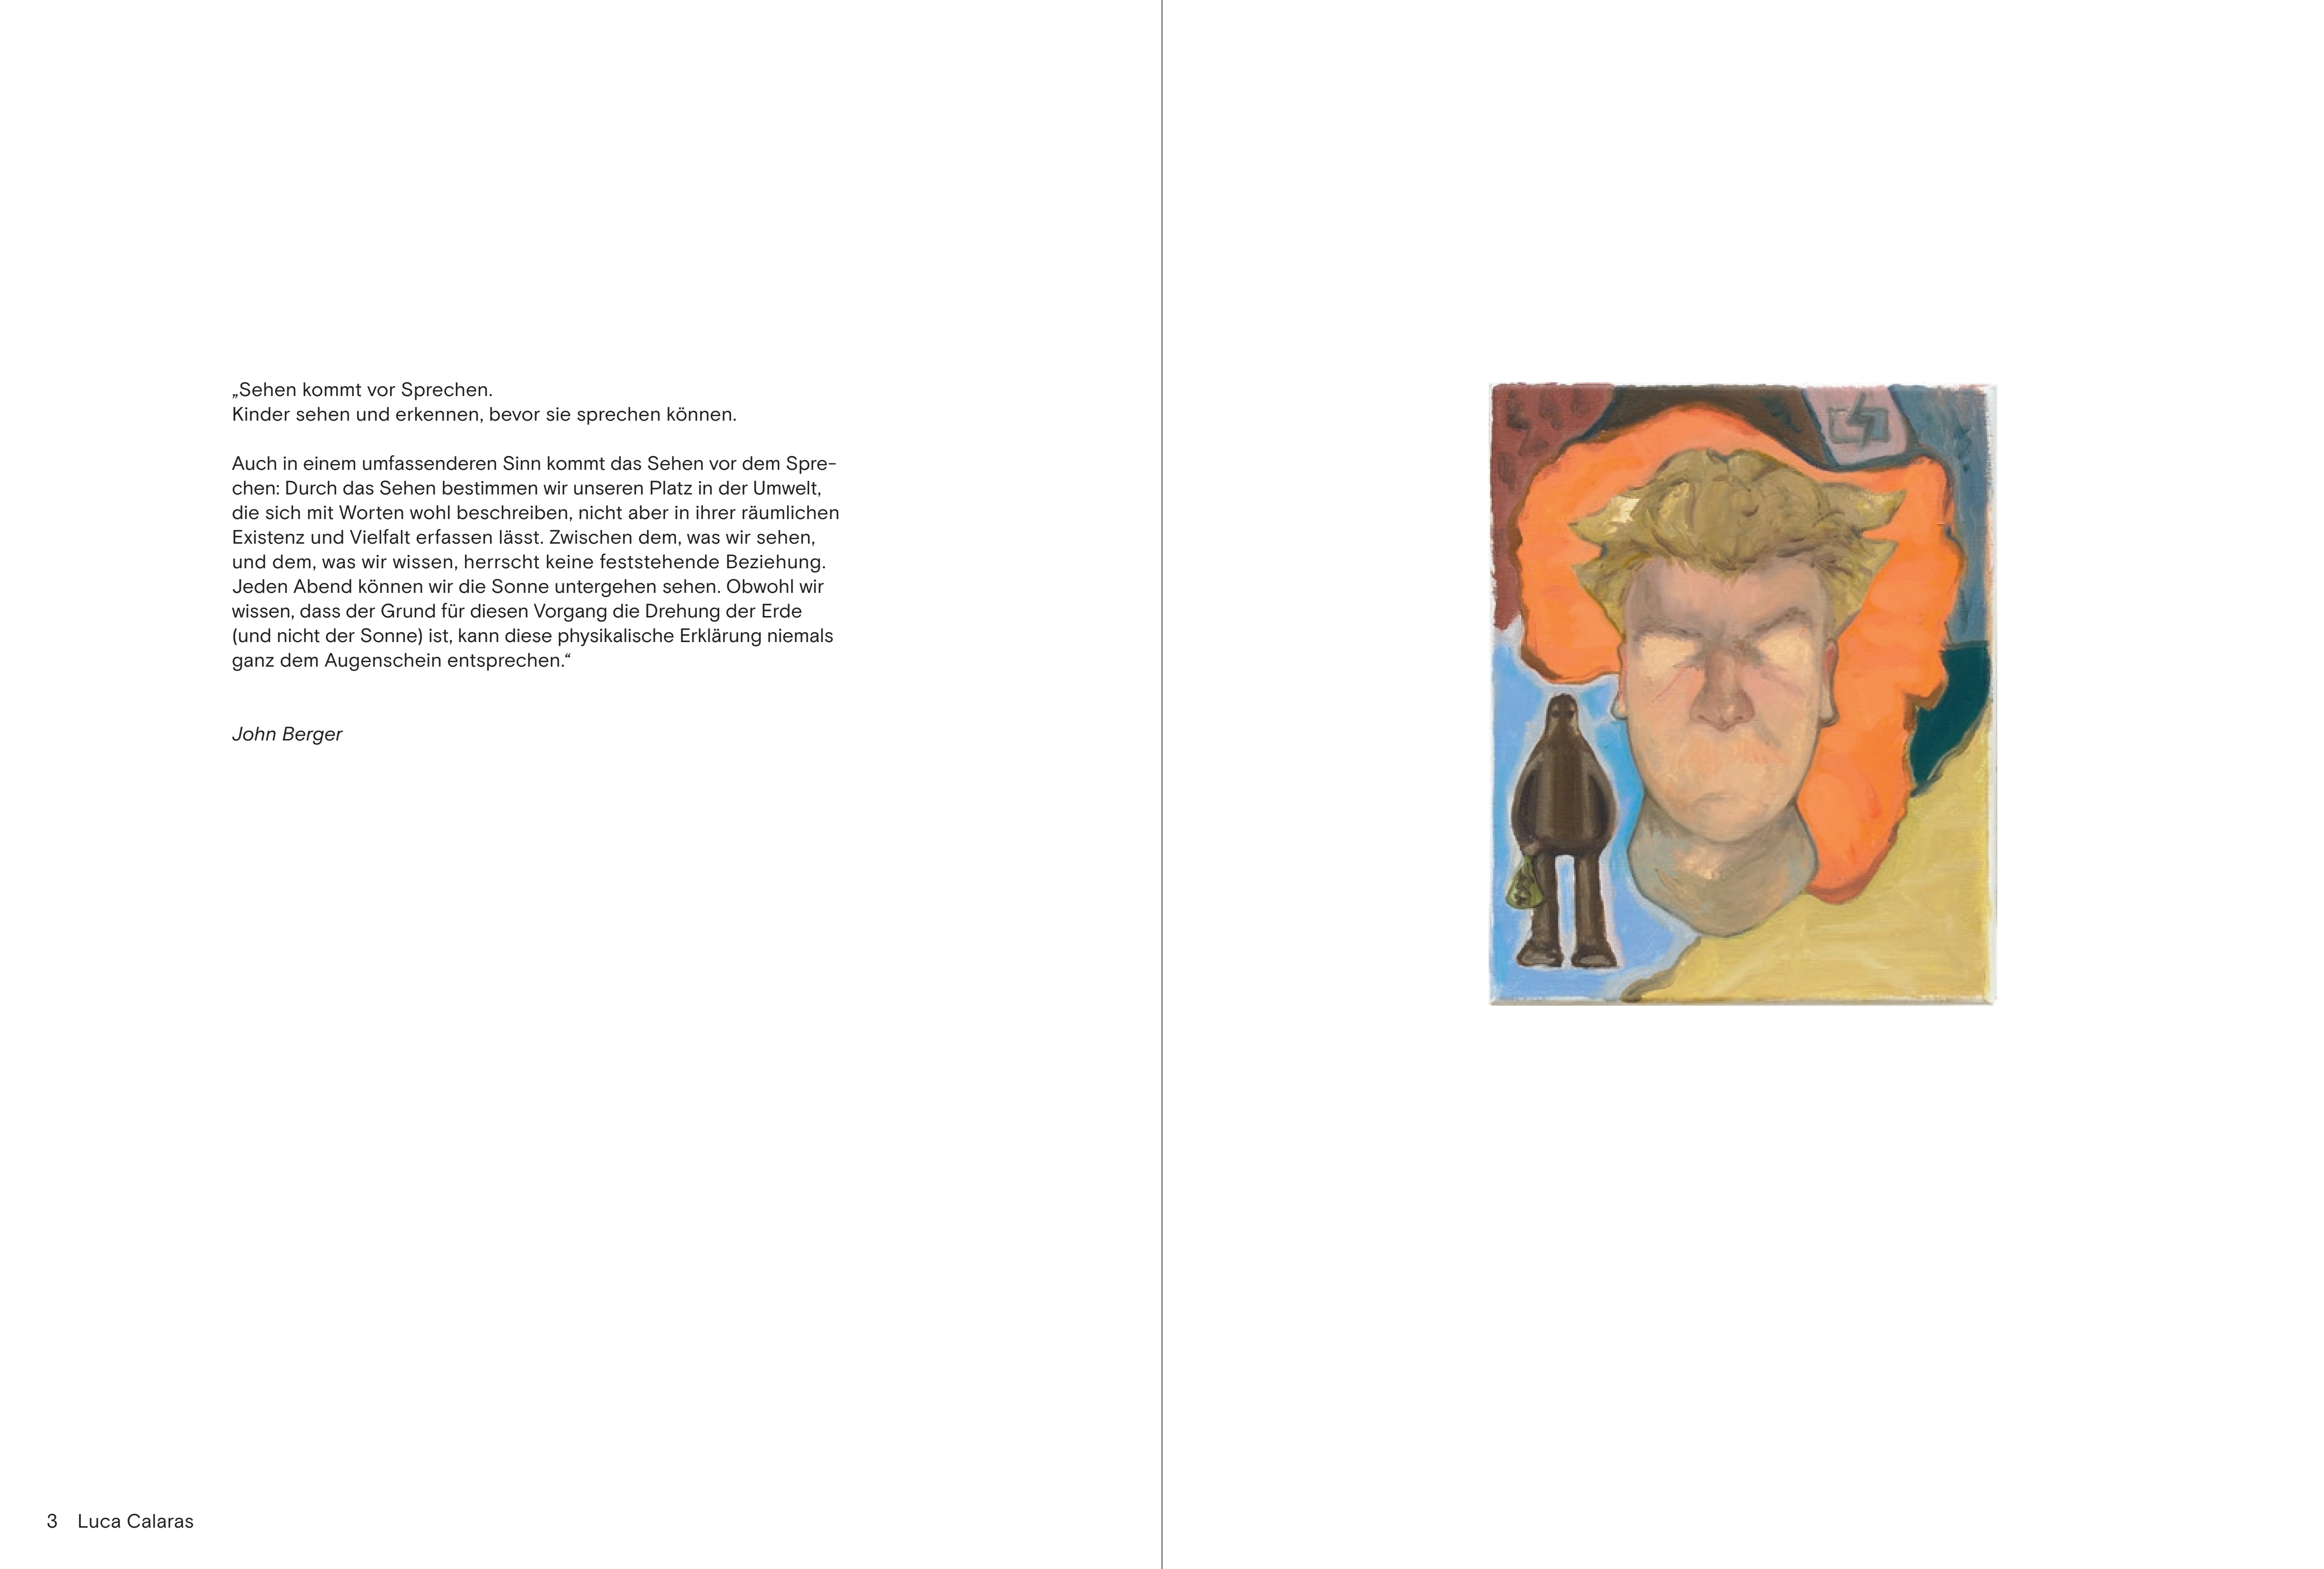 „Sehen kommt vor Sprechen.
Kinder sehen und erkennen, bevor sie sprechen können.
Auch in einem umfassenderen Sinn kommt das Sehen vor dem Spre-
chen: Durch das Sehen bestimmen wir unseren Platz in der Umwelt,
die sich mit Worten wohl beschreiben, nicht aber in ihrer räumlichen
Existenz und Vielfalt erfassen lässt. Zwischen dem, was wir sehen,
und dem, was wir wissen, herrscht keine feststehende Beziehung.
Jeden Abend können wir die Sonne untergehen sehen. Obwohl wir
wissen, dass der Grund für diesen Vorgang die Drehung der Erde
(und nicht der Sonne) ist, kann diese physikalische Erklärung niemals
ganz dem Augenschein entsprechen.“
John Berger
3 Luca Calaras